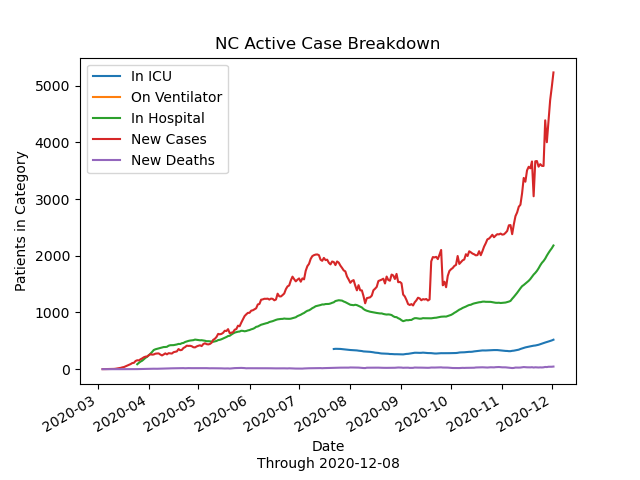 NC Active Case Breakdown
In ICU
On Ventilator
In Hospital
New Cases
New Deaths
Patients in Category
5000
4000
3000
2000
1000
0
2020-03
2020-04
2020-05
2020-06
2020-07
2020-08
2020-09
2020-10
2020-11
2020-12
Date
Through 2020-12-08